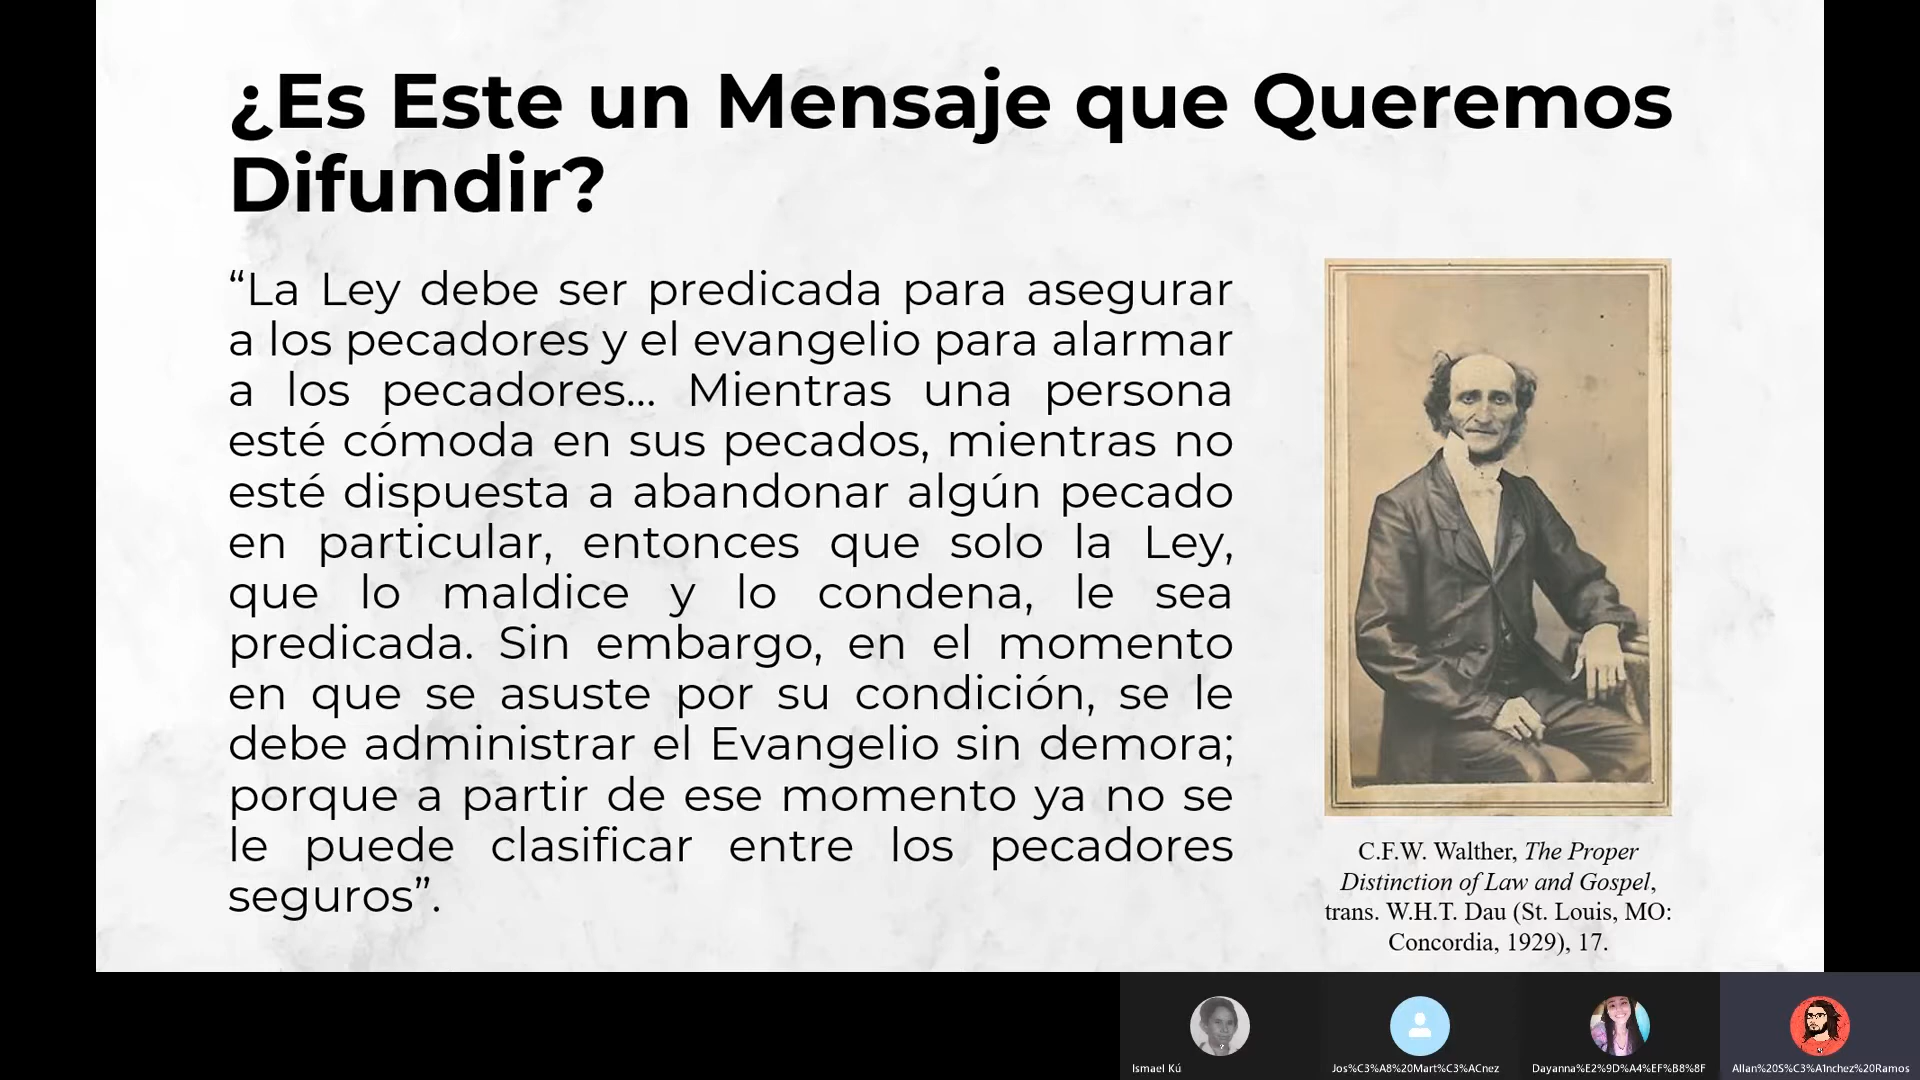 ¿Es Este un Mensaje que Queremos
Difundir?
“La Ley debe ser predicada para asegurar
a los pecadores y el evangelio para alarmar
a los pecadores... Mientras una persona
esté cómoda en sus pecados, mientras no
esté dispuesta a abandonar algún pecado
en particular, entonces que solo la Ley,
que lo maldice y lo condena, le sea
predicada. Sin embargo, en el momento
en que se asuste por su condición, se le
debe administrar el Evangelio sin demora;
porque a partir de ese momento ya no se
le puede clasificar entre los pecadores
seguros”.
C.F.W. Walther, The Proper
Distinction of Law and Gospel,
trans. W.H.T. Dau (St. Louis, MO:
Concordia, 1929), 17.
Ismael Kú
Jos%C3%A8%20Mart%C3%ACnez
Dayanna%E2%9D%A4%EF%B8%8F
Allan%20S%C3%A1nchez%20Ramos